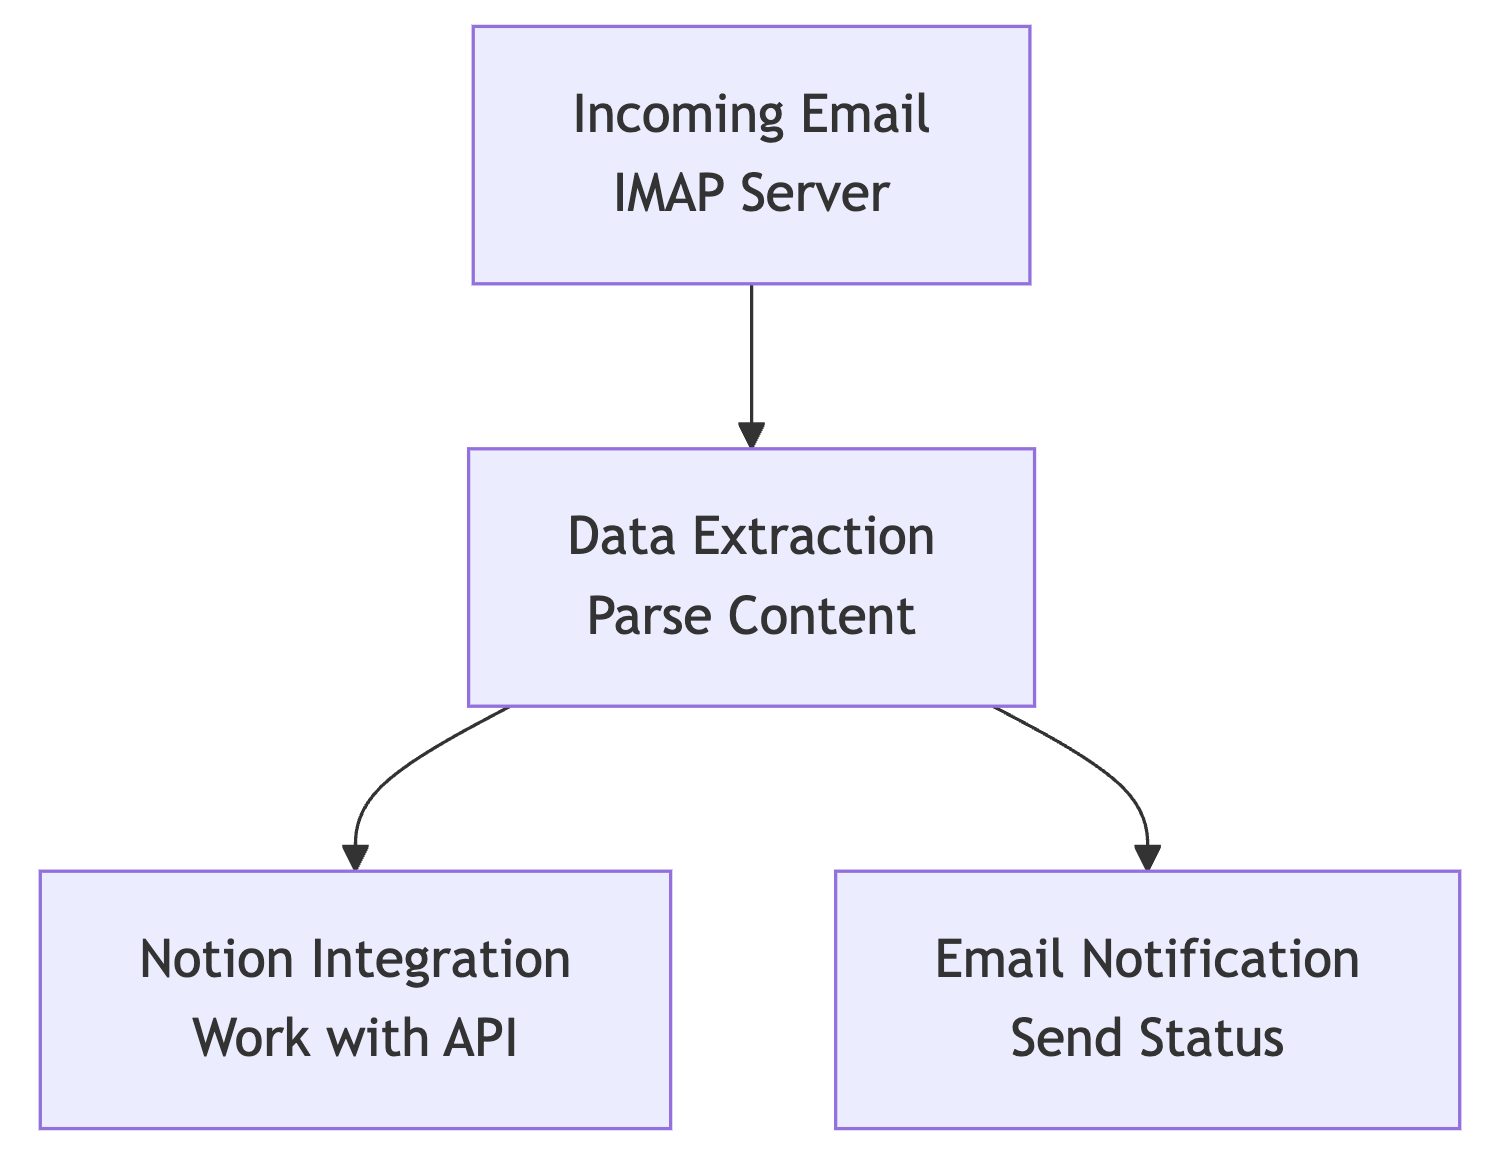 Incoming Email
IMAP Server
Data Extraction
Parse Content
Notion Integration
Work with API
Email Notification
Send Status